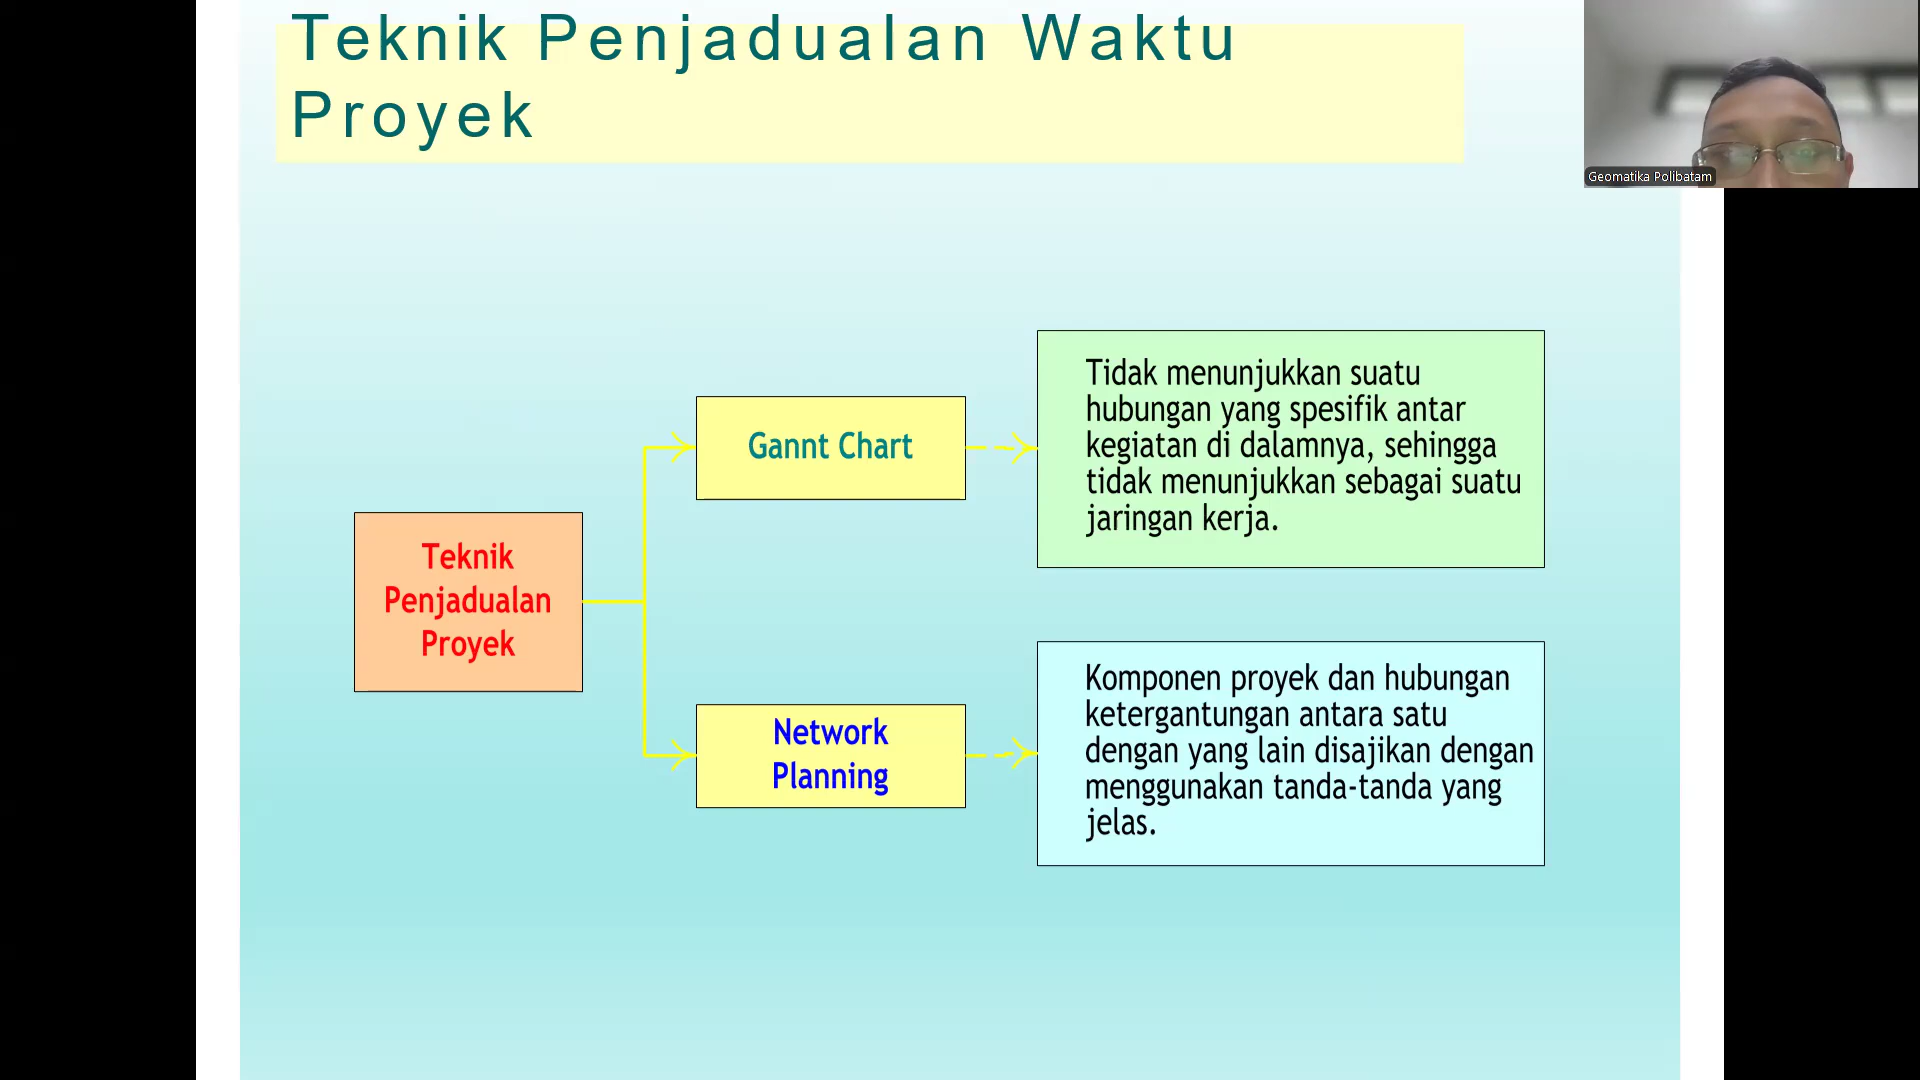 Teknik Penjadualan Waktu
Proyek
Geomatika Polibatam
Teknik
Penjadualan
Proyek
Gannt Chart
Tidak menunjukkan suatu
hubungan yang spesifik antar
kegiatan di dalamnya, sehingga
tidak menunjukkan sebagai suatu
jaringan kerja.
Network
Planning
Komponen proyek dan hubungan
ketergantungan antara satu
dengan yang lain disajikan dengan
menggunakan tanda-tanda yang
jelas.